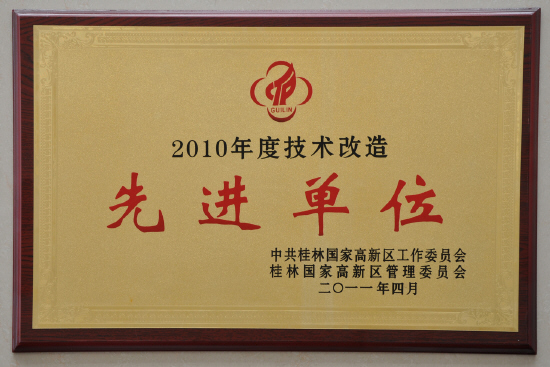 GUILIN
2010年度技术改造
先进单位
中共桂林国家高新区工作委员会
桂林国家高新区管理委员会
二〇一一年四月